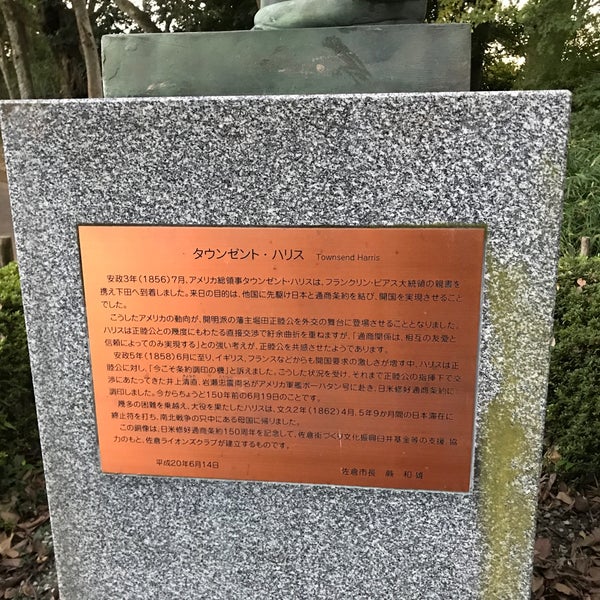 タウンゼント・ハリス Townsend Harris
安政3年(1856)7月、アメリカ総領事タウンゼント・ハリスは、フランクリン・ピアス大統領の親書を
携え下田へ到着しました。来日の目的は、他国に先駆け日本と通商条約を結び、開国を実現させること
でした。
こうしたアメリカの動向が、開明派の藩主堀田正睦公を外交の舞台に登場させることとなりました。
ハリスは正睦公との幾度にもわたる直接交渉で紆余曲折を重ねますが、「通商関係は、相互の友愛と
信頼によってのみ実現する」との強い考えが、正睦公を共感させたようであります。
安政5年(1858)6月に至り、イギリス、フランスなどからも開国要求の激しさが増す中、ハリスは正
睦公に対し、「今こそ条約調印の機」と訴えました。こうした状況を受け、それまで正睦公の指揮下で交
渉にあたってきた井上清直、岩瀬忠震両名がアメリカ軍艦ポーハタン号に赴き、日米修好通商条約に
調印しました。今からちょうど150年前の6月19日のことです。
幾多の困難を乗越え、大役を果たしたハリスは、文久2年(1862)4月、5年9か月間の日本滞在に
終止符を打ち、南北戦争の只中にある母国に帰りました。
この銅像は、日米修好通商条約150周年を記念して、佐倉街づくり文化振興臼井基金等の支援・協
力のもと、佐倉ライオンズクラブが建立するものです。
平成20年6月14日 佐倉市長 蕨 和雄